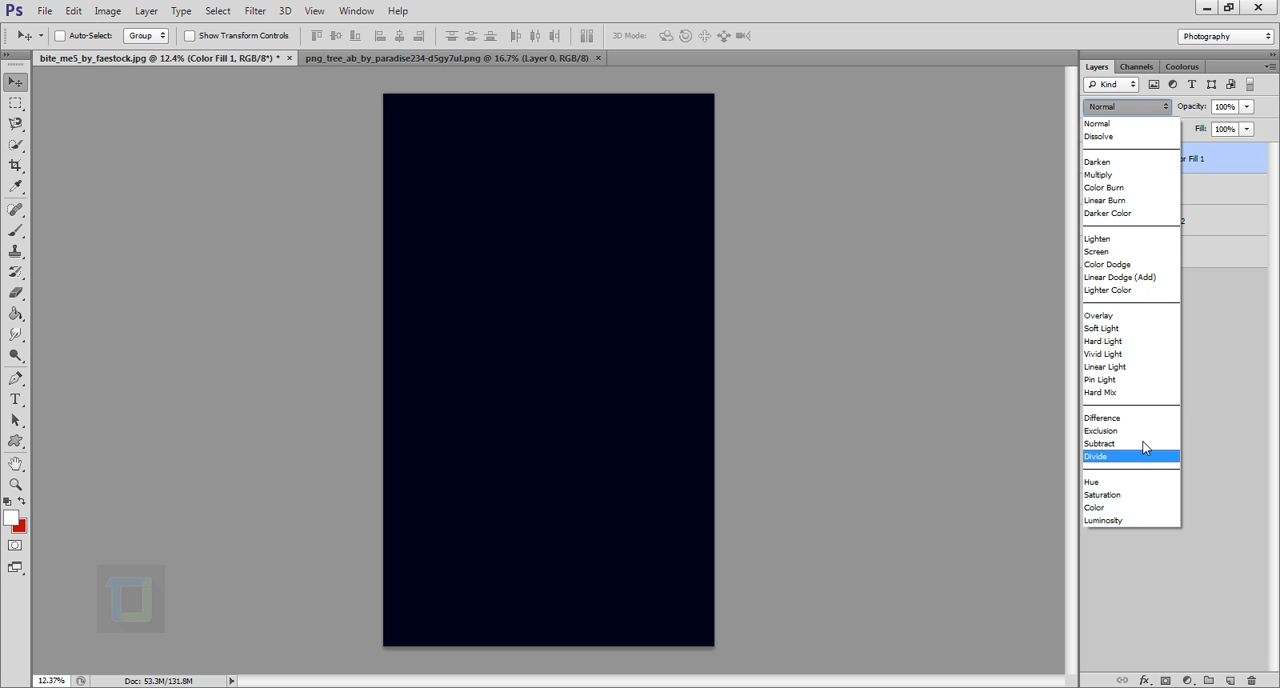 Ps File Edit Image Layer Type Select Filter 3D View Window Help
Auto-Select: Group Show Transform Controls 3D Mode: Photography
bite_me5_by_faestock.jpg @ 12.4% (Color Fill 1, RGB/8*) * × png_tree_ab_by_paradise234-d5gy7ul.png @ 16.7% (Layer 0, RGB/8) ×
Layers Channels Coolorus
Kind
Normal Opacity: 100%
Fill: 100%
Normal
Dissolve
Darken
Multiply
Color Burn
Linear Burn
Darker Color
Lighten
Screen
Color Dodge
Linear Dodge (Add)
Lighter Color
Overlay
Soft Light
Hard Light
Vivid Light
Linear Light
Pin Light
Hard Mix
Difference
Exclusion
Subtract
Divide
Hue
Saturation
Color
Luminosity
or Fill 1
2
12.37% Doc: 53.3M/131.8M